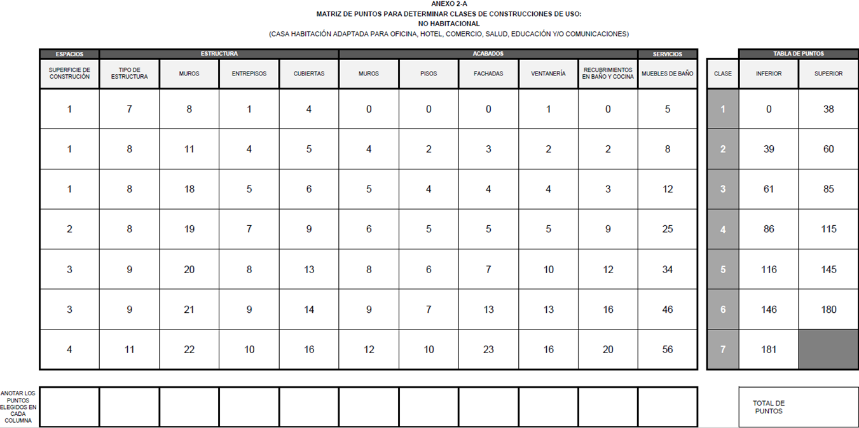 ANEXO 2-A
MATRIZ DE PUNTOS PARA DETERMINAR CLASES DE CONSTRUCCIONES DE USO:
NO HABITACIONAL
(CASA HABITACIÓN ADAPTADA PARA OFICINA, HOTEL, COMERCIO, SALUD, EDUCACIÓN Y/O COMUNICACIONES)
ESPACIOS ESTRUCTURA ACABADOS SERVICIOS TABLA DE PUNTOS
SUPERFICIE DE CONSTRUCIÓN TIPO DE ESTRUCTURA MUROS ENTREPISOS CUBIERTAS MUROS PISOS FACHADAS VENTANERÍA RECUBRIMIENTOS EN BAÑO Y COCINA MUEBLES DE BAÑO CLASE INFERIOR SUPERIOR
1 7 8 1 4 0 0 0 1 0 5 1 0 38
1 8 11 4 5 4 2 3 2 2 8 2 39 60
1 8 18 5 6 5 4 4 4 3 12 3 61 85
2 8 19 7 9 6 5 5 5 9 25 4 86 115
3 9 20 8 13 8 6 7 10 12 34 5 116 145
3 9 21 9 14 9 7 13 13 16 46 6 146 180
4 11 22 10 16 12 10 23 16 20 56 7 181
ANOTAR LOS
PUNTOS
ELEGIDOS EN
CADA
COLUMNA
TOTAL DE
PUNTOS